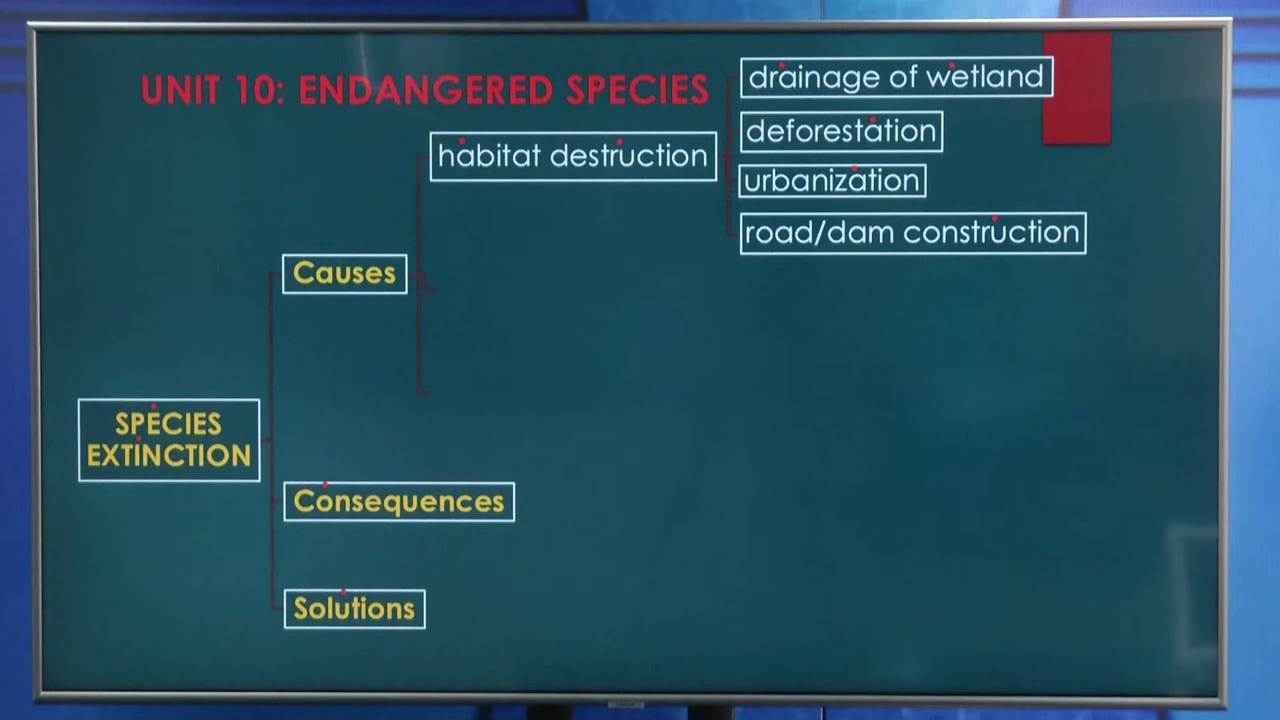 UNIT 10: ENDANGERED SPECIES
drainage of wetland
deforestation
habitat destruction
urbanization
road/dam construction
Causes
SPECIES
EXTINCTION
Consequences
Solutions